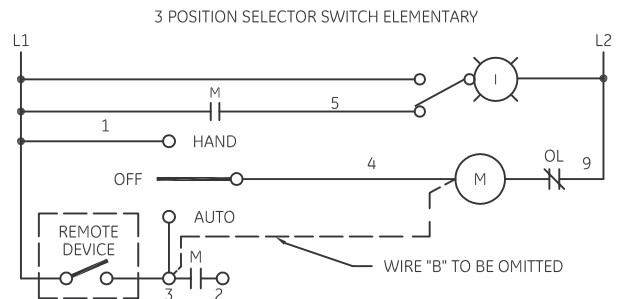 3 POSITION SELECTOR SWITCH ELEMENTARY
L1
L2
I
M
5
1
HAND
OFF
4
M
OL
9
AUTO
REMOTE
DEVICE
M
WIRE "B" TO BE OMITTED
3
2